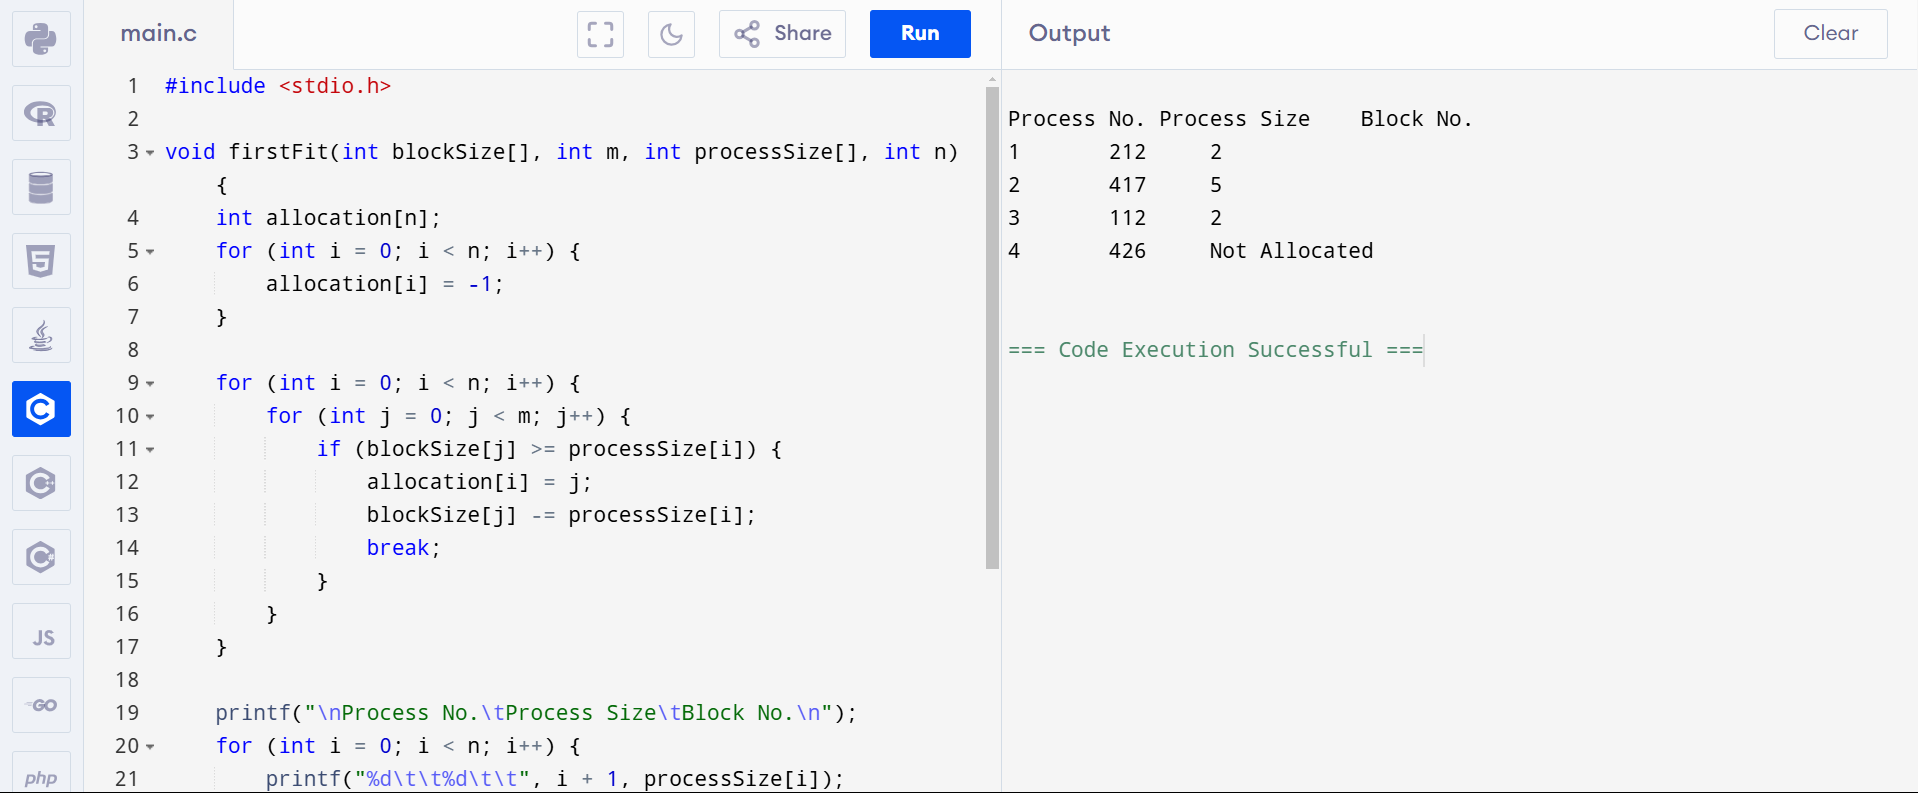 main.c
Share
Run
Output
Clear
1 #include <stdio.h>
2
3 void firstFit(int blockSize[], int m, int processSize[], int n)
{
4 int allocation[n];
5 for (int i = 0; i < n; i++) {
6 allocation[i] = -1;
7 }
8
9 for (int i = 0; i < n; i++) {
10 for (int j = 0; j < m; j++) {
11 if (blockSize[j] >= processSize[i]) {
12 allocation[i] = j;
13 blockSize[j] -= processSize[i];
14 break;
15 }
16 }
17 }
18
19 printf("\nProcess No.\tProcess Size\tBlock No.\n");
20 for (int i = 0; i < n; i++) {
21 printf("%d\t\t%d\t\t", i + 1, processSize[i]);
Process No. Process Size Block No.
1 212 2
2 417 5
3 112 2
4 426 Not Allocated
=== Code Execution Successful ===
R
5
C
C++
C#
JS
GO
php